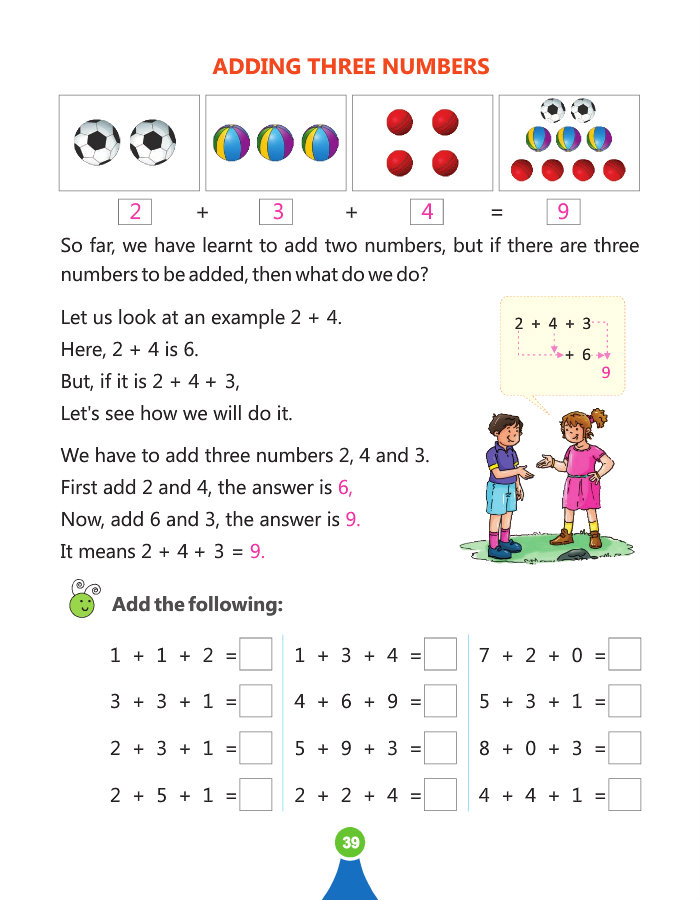 ADDING THREE NUMBERS
2 + 3 + 4 = 9
So far, we have learnt to add two numbers, but if there are three
numbers to be added, then what do we do?
Let us look at an example 2 + 4.
Here, 2 + 4 is 6.
But, if it is 2 + 4 + 3,
Let's see how we will do it.
2 + 4 + 3
+ 6
9
We have to add three numbers 2, 4 and 3.
First add 2 and 4, the answer is 6,
Now, add 6 and 3, the answer is 9.
It means 2 + 4 + 3 = 9.
Add the following:
1 + 1 + 2 =
3 + 3 + 1 =
2 + 3 + 1 =
2 + 5 + 1 =
1 + 3 + 4 =
4 + 6 + 9 =
5 + 9 + 3 =
2 + 2 + 4 =
7 + 2 + 0 =
5 + 3 + 1 =
8 + 0 + 3 =
4 + 4 + 1 =
39